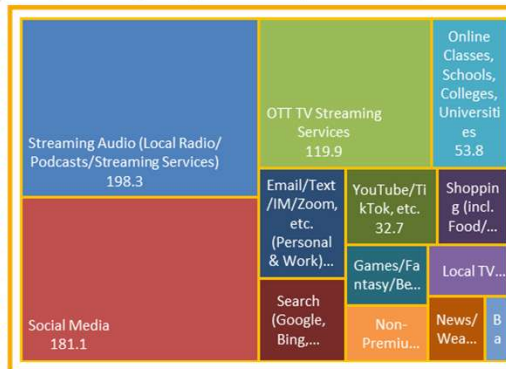 Streaming Audio (Local Radio/
Podcasts/Streaming Services)
198.3
Social Media
181.1
OTT TV Streaming
Services
119.9
Online
Classes,
Schools,
Colleges,
Universiti
es
53.8
Email/Text
/IM/Zoom,
etc.
(Personal
& Work)...
YouTube/Ti
kTok, etc.
32.7
Shoppin
g (incl.
Food/...
Games/Fa
ntasy/Be...
Local TV...
Search
(Google,
Bing,...
Non-
Premiu...
News/
Wea...
B
a